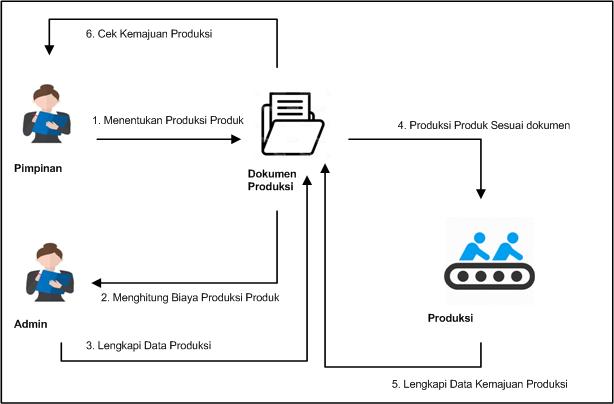 6. Cek Kemajuan Produksi
1. Menentukan Produksi Produk
4. Produksi Produk Sesuai dokumen
Pimpinan
Dokumen
Produksi
2. Menghitung Biaya Produksi Produk
Admin
Produksi
3. Lengkapi Data Produksi
5. Lengkapi Data Kemajuan Produksi